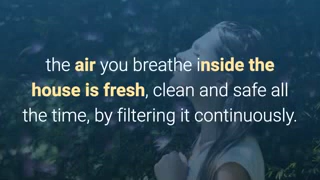 the air you breathe inside the
house is fresh, clean and safe all
the time, by filtering it continuously.